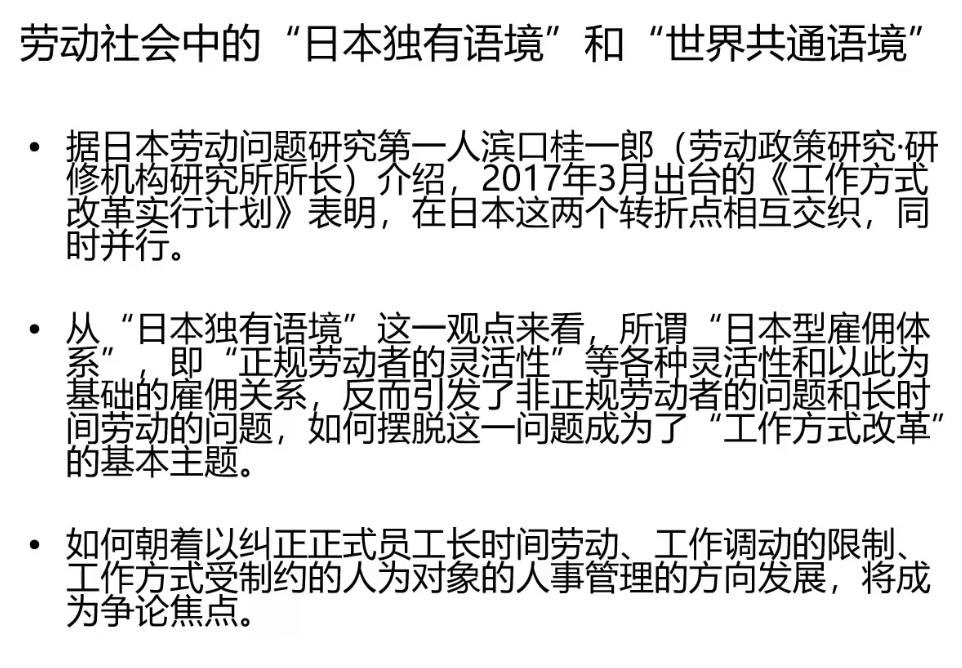 劳动社会中的“日本独有语境”和“世界共通语境”
• 据日本劳动问题研究第一人滨口桂一郎（劳动政策研究·研
修机构研究所所长）介绍，2017年3月出台的《工作方式
改革实行计划》表明，在日本这两个转折点相互交织，同
时并行。
• 从“日本独有语境”这一观点来看，所谓“日本型雇佣体
系”，即“正规劳动者的灵活性”等各种灵活性和以此为
基础的雇佣关系，反而引发了非正规劳动者的问题和长时
间劳动的问题，如何摆脱这一问题成为了“工作方式改革”
的基本主题。
• 如何朝着以纠正正式员工长时间劳动、工作调动的限制、
工作方式受制约的人为对象的人事管理的方向发展，将成
为争论焦点。